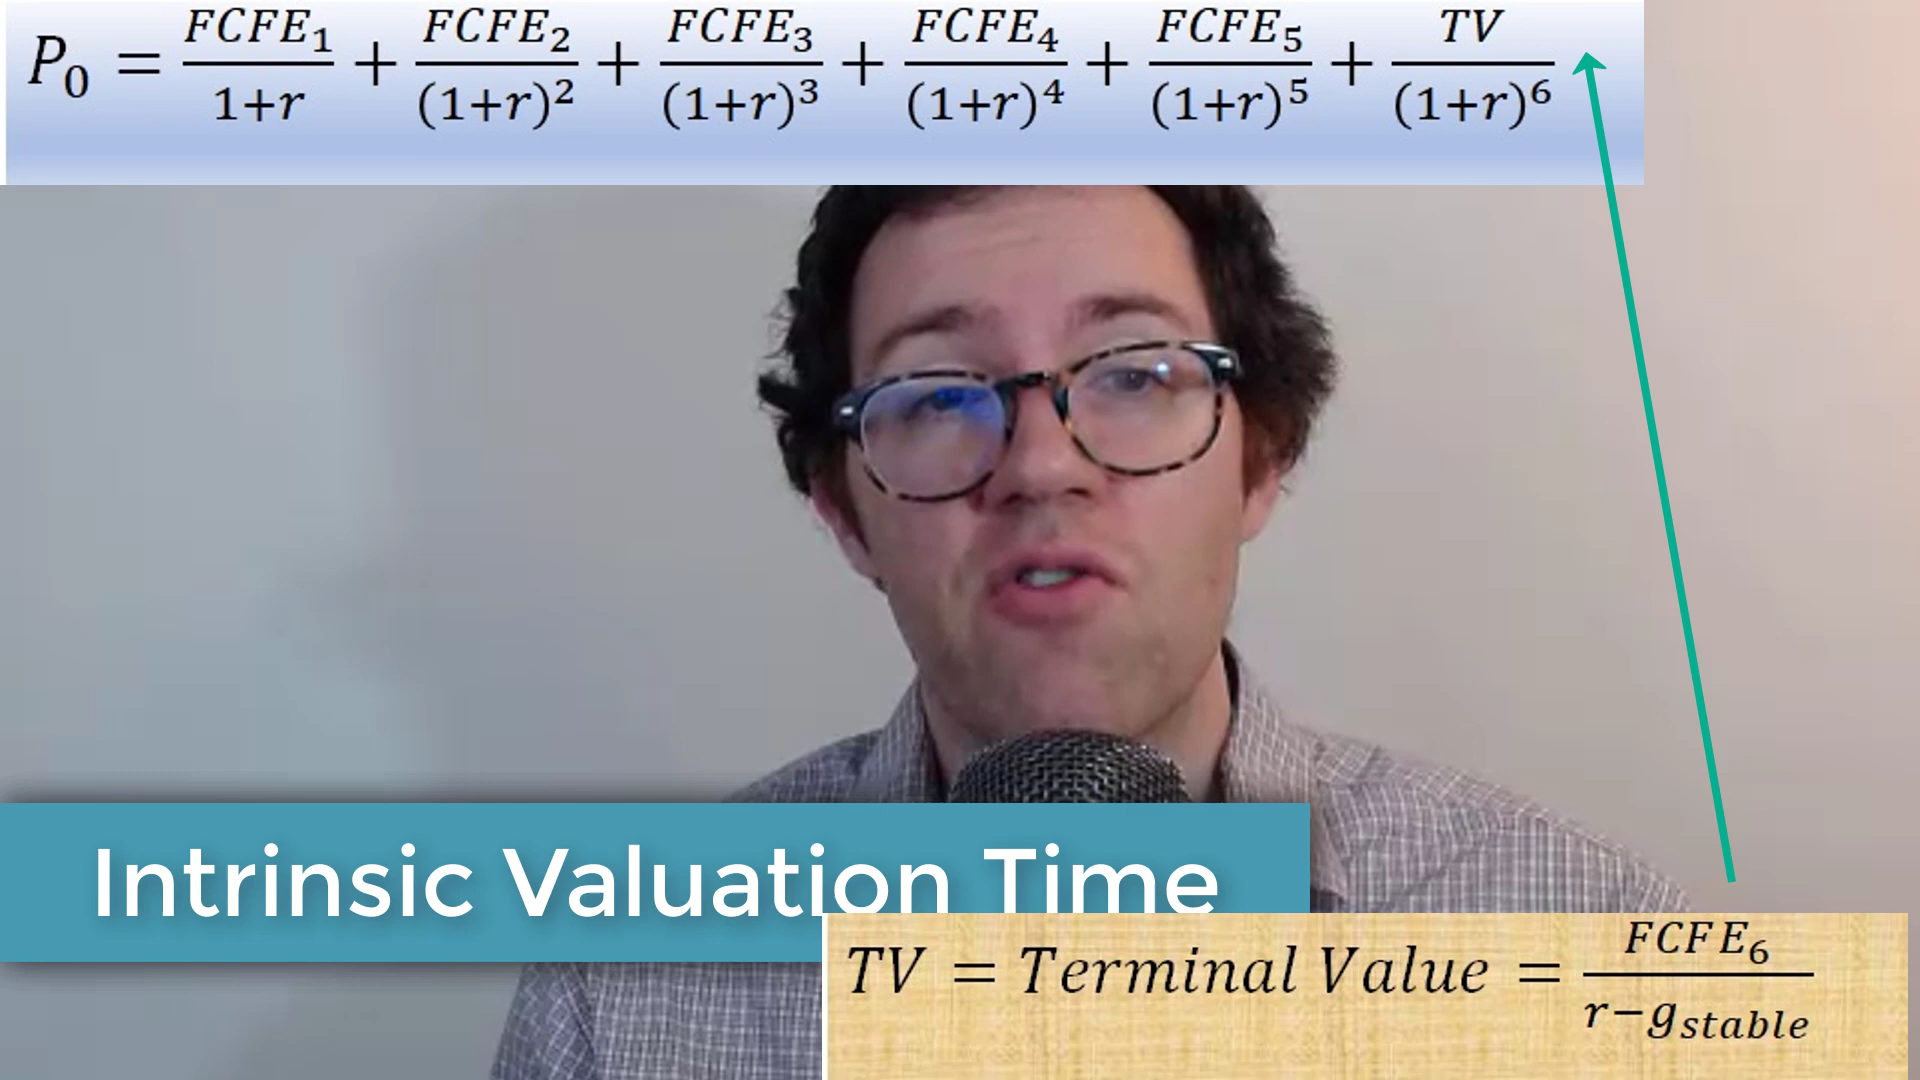 P₀ = FCFE₁/1+r + FCFE₂/(1+r)² + FCFE₃/(1+r)³ + FCFE₄/(1+r)⁴ + FCFE₅/(1+r)⁵ + TV/(1+r)⁶
Intrinsic Valuation Time
TV = Terminal Value = FCFE₆/r−g_stable